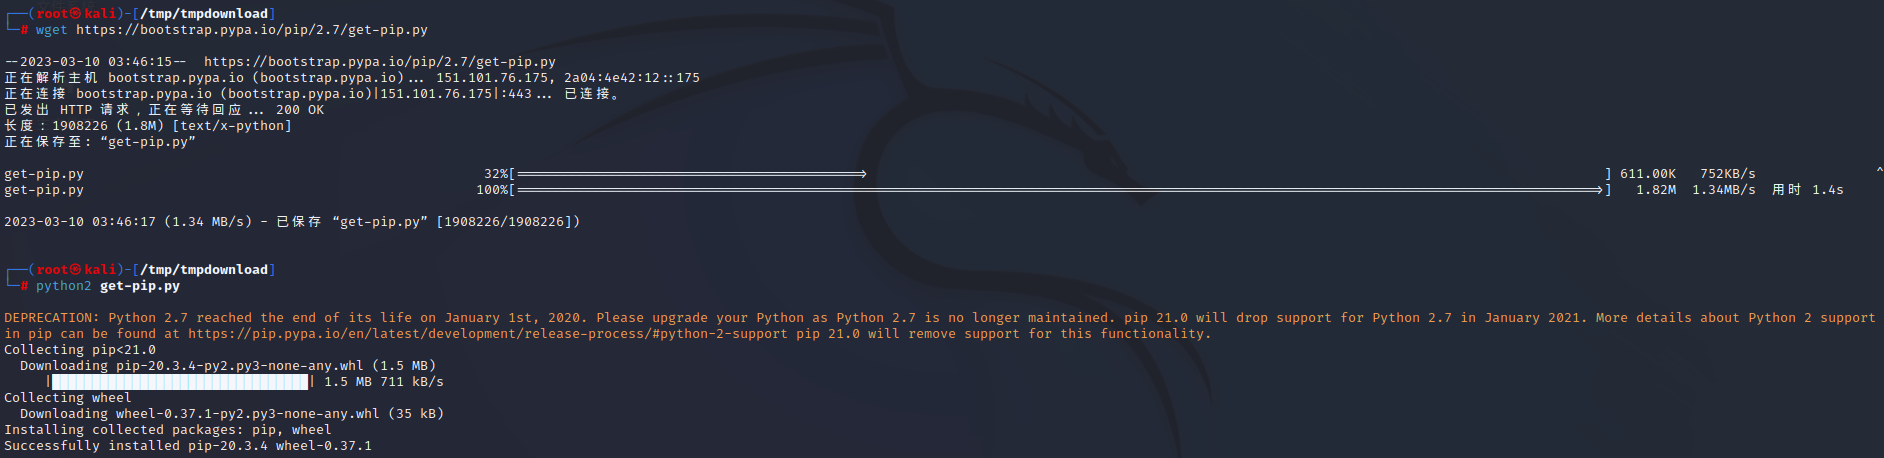 ┌──(root㉿kali)-[/tmp/tmpdownload]
└─# wget https://bootstrap.pypa.io/pip/2.7/get-pip.py
--2023-03-10 03:46:15-- https://bootstrap.pypa.io/pip/2.7/get-pip.py
正在解析主机 bootstrap.pypa.io (bootstrap.pypa.io)... 151.101.76.175, 2a04:4e42:12::175
正在连接 bootstrap.pypa.io (bootstrap.pypa.io)|151.101.76.175|:443... 已连接。
已发出 HTTP 请求，正在等待回应... 200 OK
长度：1908226 (1.8M) [text/x-python]
正在保存至: “get-pip.py”
get-pip.py 32%[=====================> ] 611.00K 752KB/s ^
get-pip.py 100%[==================================================================>] 1.82M 1.34MB/s 用时 1.4s
2023-03-10 03:46:17 (1.34 MB/s) - 已保存 “get-pip.py” [1908226/1908226])
┌──(root㉿kali)-[/tmp/tmpdownload]
└─# python2 get-pip.py
DEPRECATION: Python 2.7 reached the end of its life on January 1st, 2020. Please upgrade your Python as Python 2.7 is no longer maintained. pip 21.0 will drop support for Python 2.7 in January 2021. More details about Python 2 support
in pip can be found at https://pip.pypa.io/en/latest/development/release-process/#python-2-support pip 21.0 will remove support for this functionality.
Collecting pip<21.0
Downloading pip-20.3.4-py2.py3-none-any.whl (1.5 MB)
|████████████████████████████████| 1.5 MB 711 kB/s
Collecting wheel
Downloading wheel-0.37.1-py2.py3-none-any.whl (35 kB)
Installing collected packages: pip, wheel
Successfully installed pip-20.3.4 wheel-0.37.1